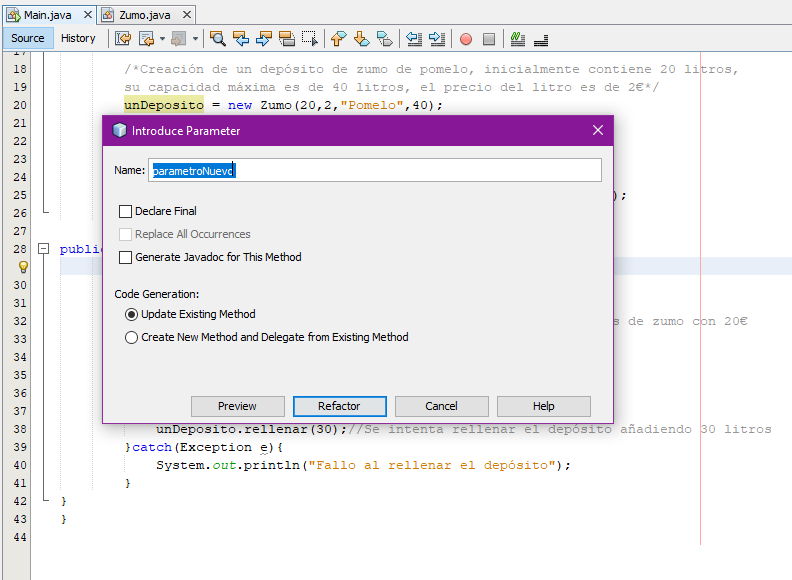 Main.java Zumo.java
Source History
18 /*Creación de un depósito de zumo de pomelo, inicialmente contiene 20 litros,
19 su capacidad máxima es de 40 litros, el precio del litro es de 2€*/
20 unDeposito = new Zumo(20,2,"Pomelo",40);
21
Introduce Parameter
22
23
Name: parametroNuevo
24
25 );
26
Declare Final
27
Replace All Occurrences
28 public
Generate Javadoc for This Method
30
Code Generation:
31
Update Existing Method
32 s de zumo con 20€
33
Create New Method and Delegate from Existing Method
34
35
36
37
Preview Refactor Cancel Help
38 unDeposito.rellenar(30);//Se intenta rellenar el depósito añadiendo 30 litros
39 }catch(Exception e){
40 System.out.println("Fallo al rellenar el depósito");
41 }
42 }
43 }
44